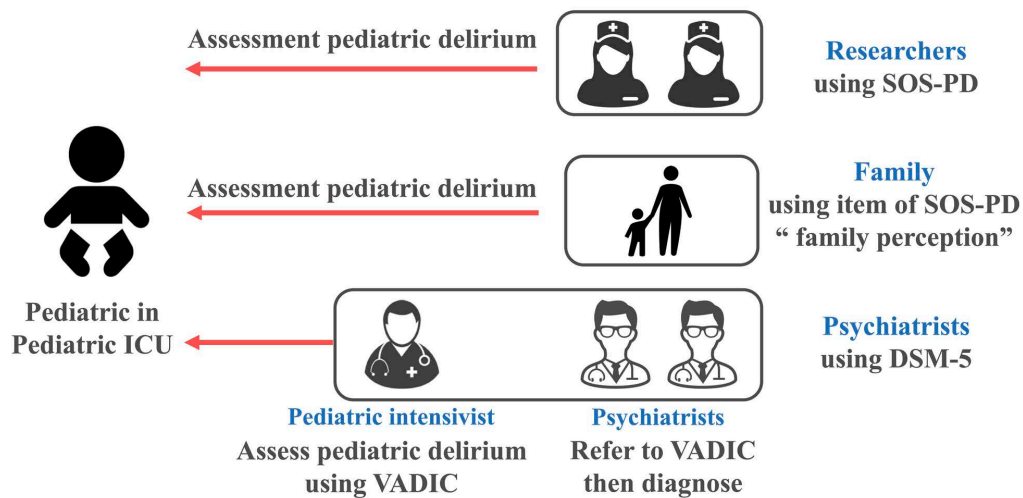 Assessment pediatric delirium
Researchers
using SOS-PD
Assessment pediatric delirium
Family
using item of SOS-PD
“ family perception”
Pediatric in
Pediatric ICU
Psychiatrists
using DSM-5
Pediatric intensivist
Assess pediatric delirium
using VADIC
Psychiatrists
Refer to VADIC
then diagnose